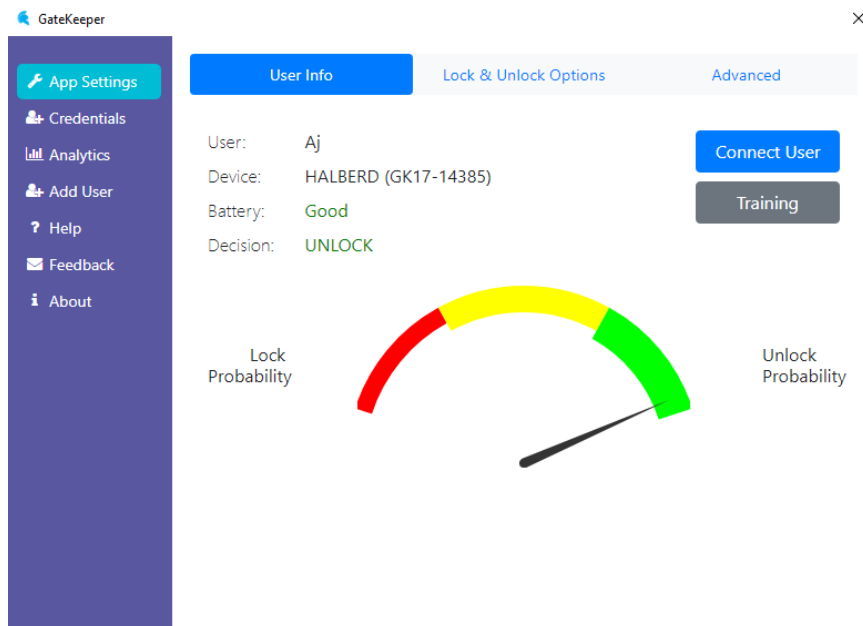 GateKeeper
App Settings
Credentials
Analytics
Add User
Help
Feedback
About
User Info
Lock & Unlock Options
Advanced
User: Aj
Device: HALBERD (GK17-14385)
Battery: Good
Decision: UNLOCK
Connect User
Training
Lock
Probability
Unlock
Probability